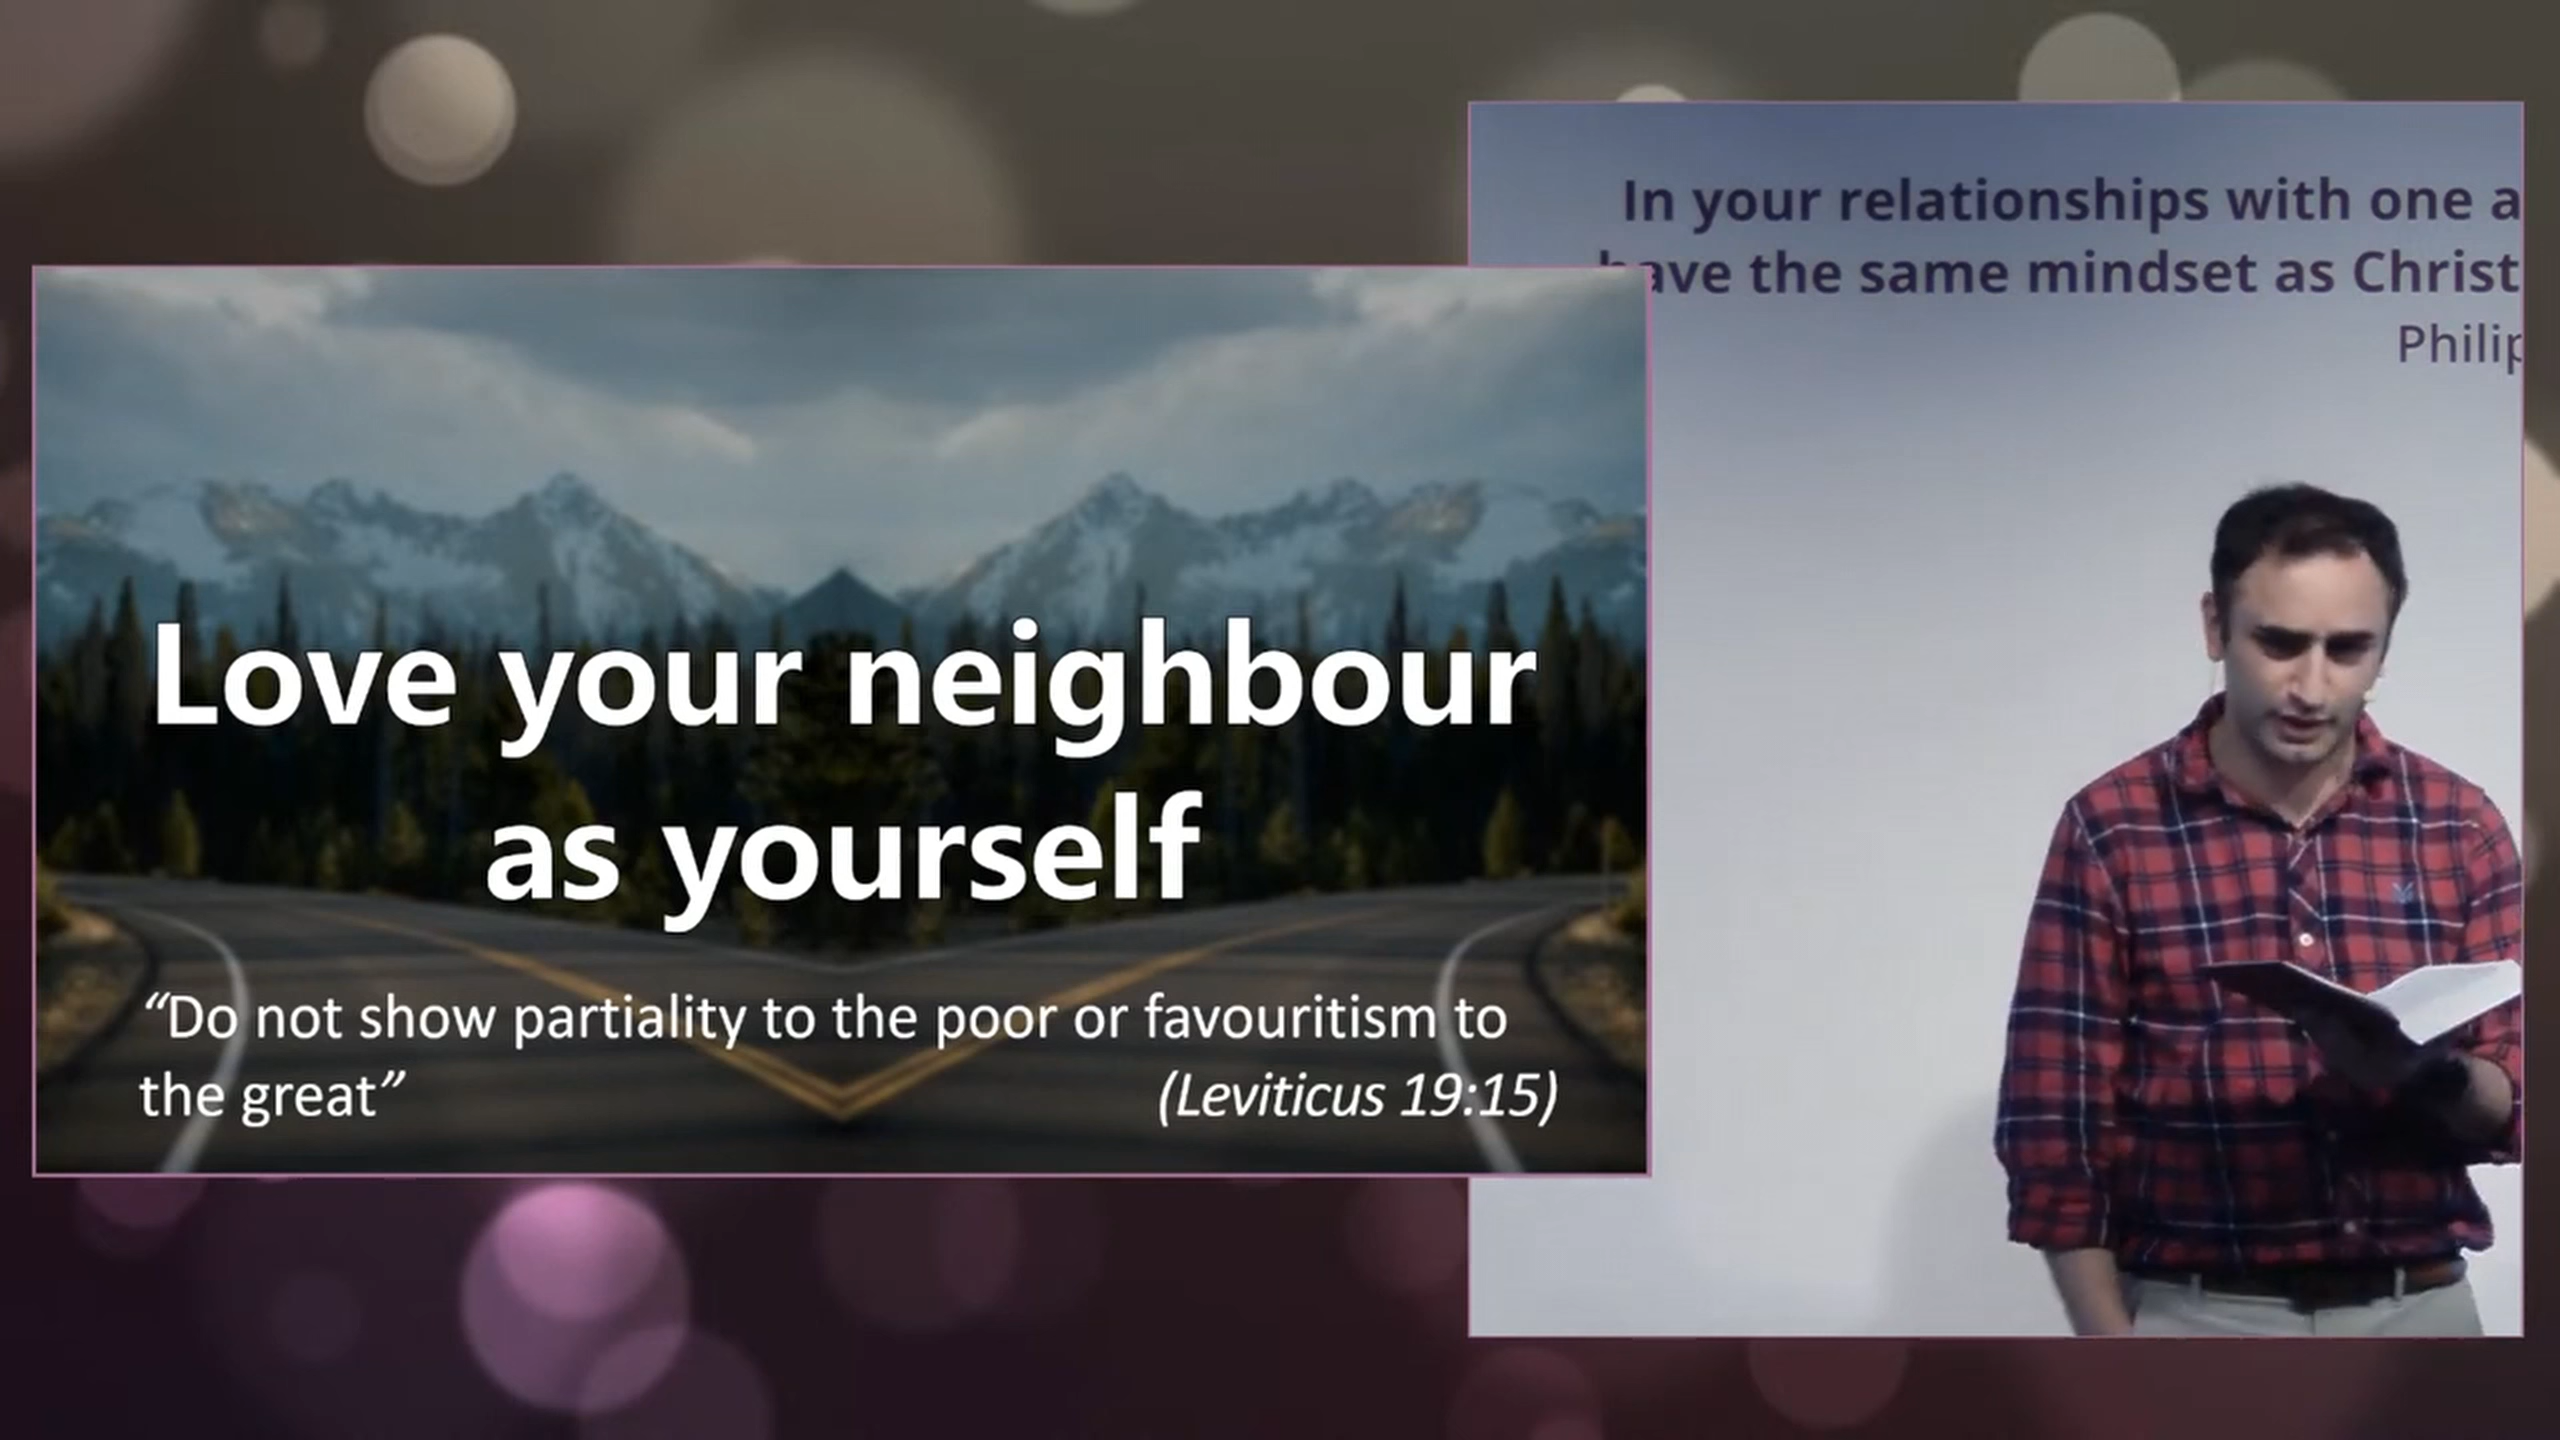 In your relationships with one a
have the same mindset as Christ
Philip
Love your neighbour
as yourself
“Do not show partiality to the poor or favouritism to
the great”
(Leviticus 19:15)